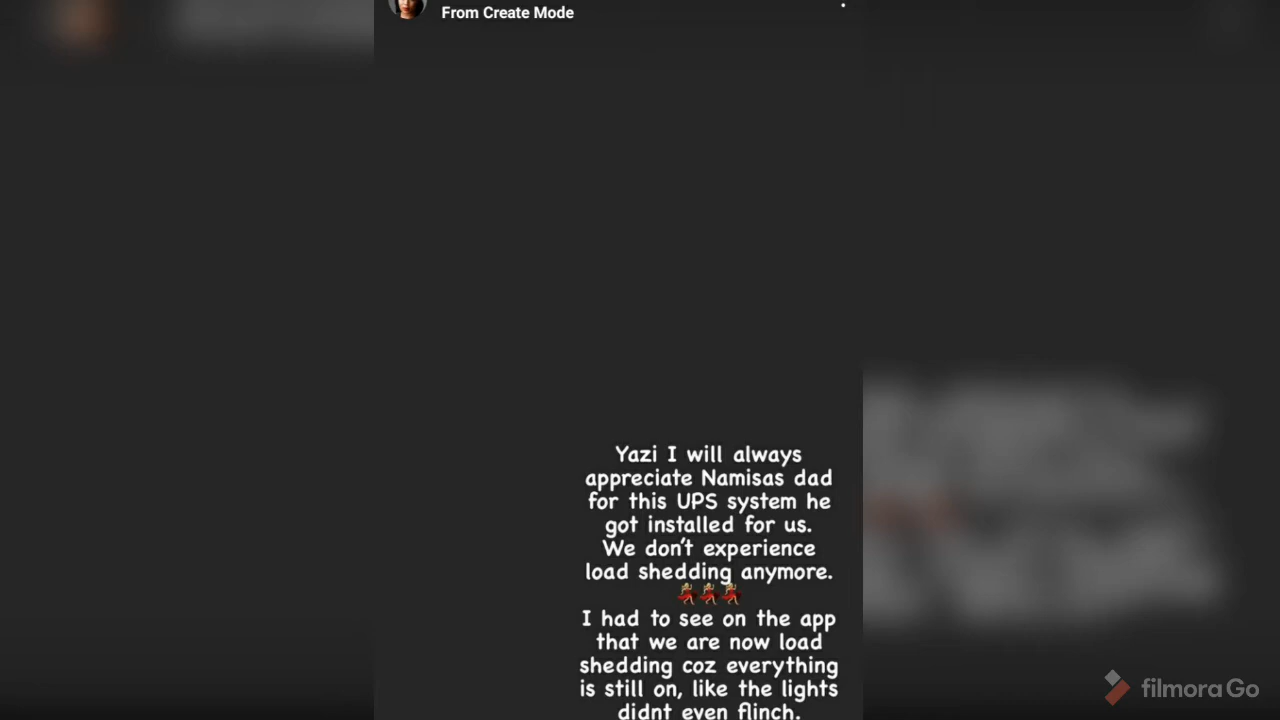 From Create Mode
Yazi I will always
appreciate Namisas dad
for this UPS system he
got installed for us.
We don't experience
load shedding anymore.
💃💃💃
I had to see on the app
that we are now load
shedding coz everything
is still on, like the lights
didnt even flinch.
filmoraGo